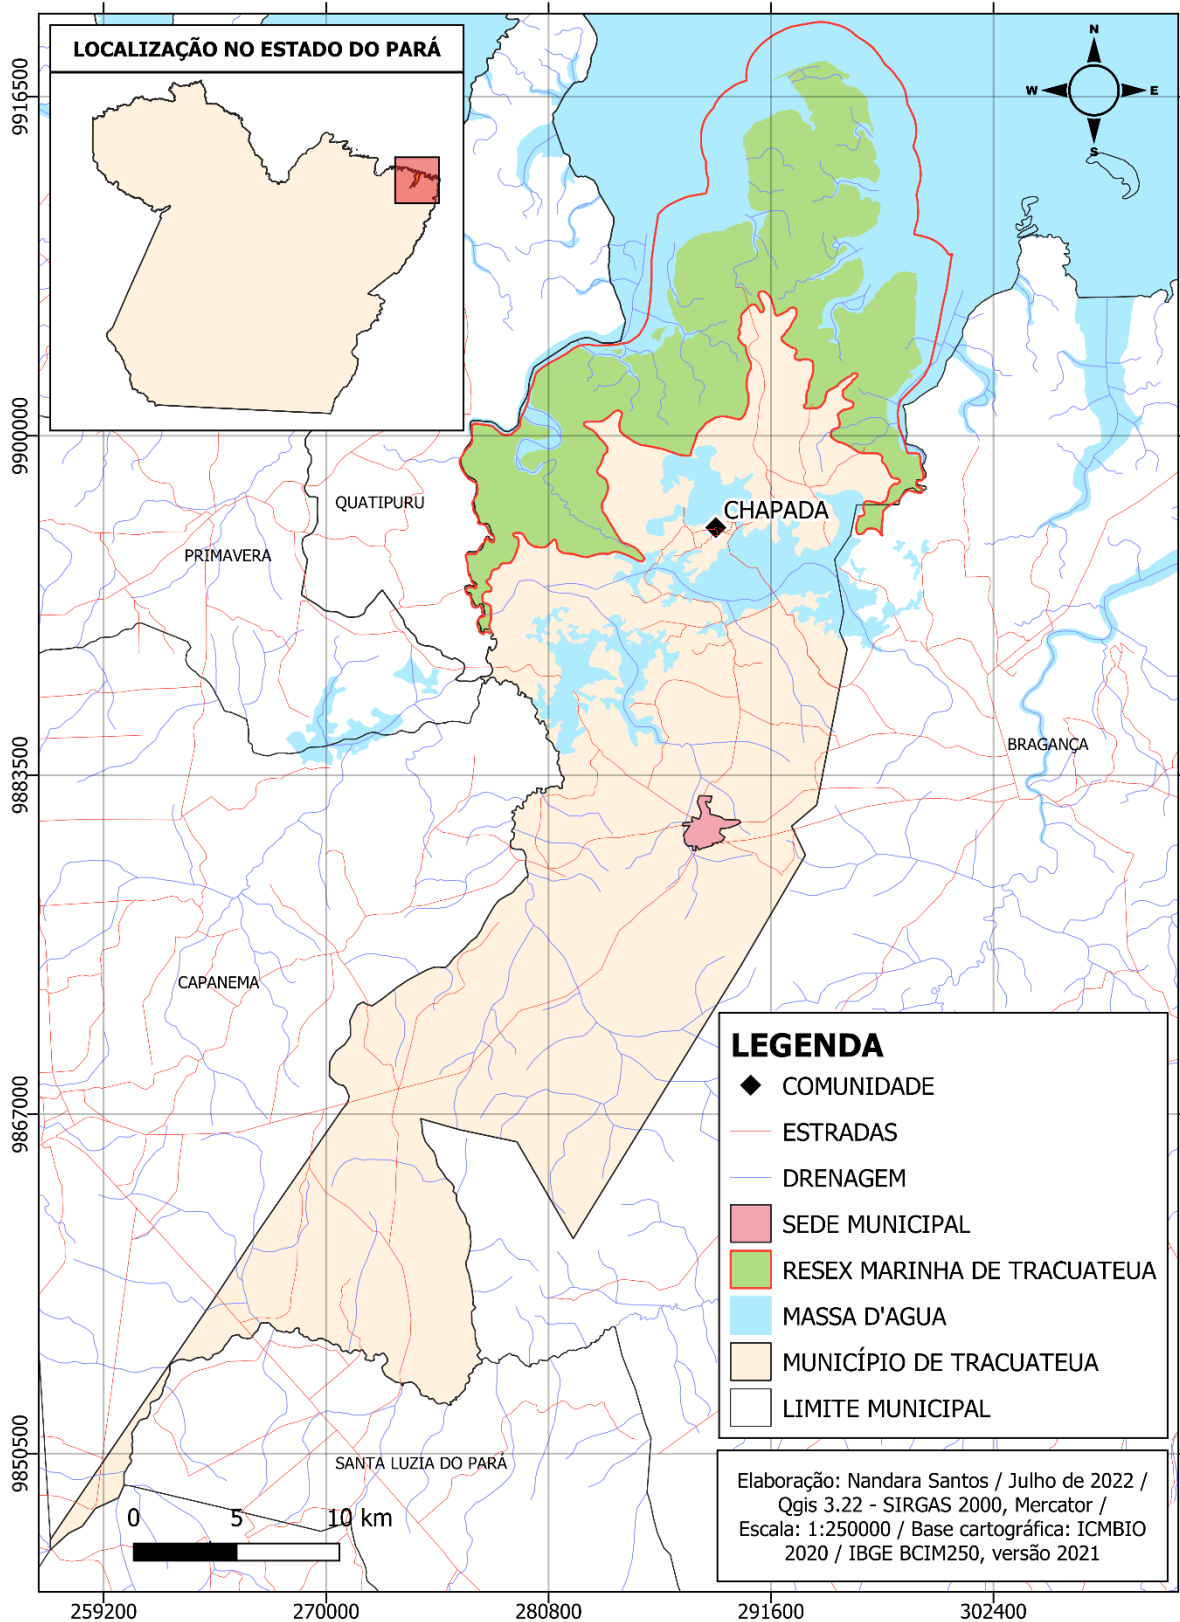 LOCALIZAÇÃO NO ESTADO DO PARÁ
N
W
E
S
9916500
9900000
9883500
9867000
9850500
QUATIPURU
PRIMAVERA
CHAPADA
BRAGANÇA
CAPANEMA
SANTA LUZIA DO PARÁ
LEGENDA
COMUNIDADE
ESTRADAS
DRENAGEM
SEDE MUNICIPAL
RESEX MARINHA DE TRACUATEUA
MASSA D'AGUA
MUNICÍPIO DE TRACUATEUA
LIMITE MUNICIPAL
0 5 10 km
Elaboração: Nandara Santos / Julho de 2022 /
Qgis 3.22 - SIRGAS 2000, Mercator /
Escala: 1:250000 / Base cartográfica: ICMBIO
2020 / IBGE BCIM250, versão 2021
259200 270000 280800 291600 302400